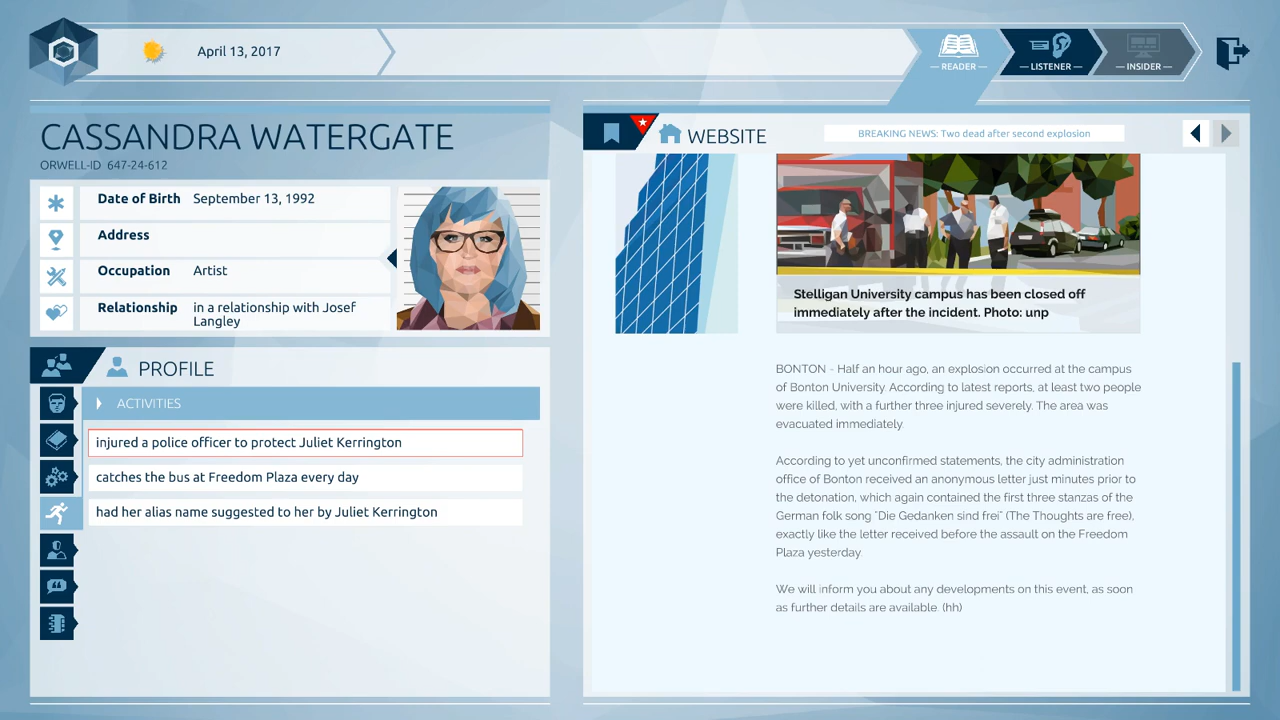 April 13, 2017
READER
LISTENER
INSIDER
CASSANDRA WATERGATE
ORWELL-ID 647-24-612
Date of Birth September 13, 1992
Address
Occupation Artist
Relationship in a relationship with Josef
Langley
PROFILE
ACTIVITIES
injured a police officer to protect Juliet Kerrington
catches the bus at Freedom Plaza every day
had her alias name suggested to her by Juliet Kerrington
WEBSITE
BREAKING NEWS: Two dead after second explosion
Stelligan University campus has been closed off
immediately after the incident. Photo: unp
BONTON - Half an hour ago, an explosion occurred at the campus
of Bonton University. According to latest reports, at least two people
were killed, with a further three injured severely. The area was
evacuated immediately.
According to yet unconfirmed statements, the city administration
office of Bonton received an anonymous letter just minutes prior to
the detonation, which again contained the first three stanzas of the
German folk song "Die Gedanken sind frei" (The Thoughts are free),
exactly like the letter received before the assault on the Freedom
Plaza yesterday.
We will inform you about any developments on this event, as soon
as further details are available. (hh)